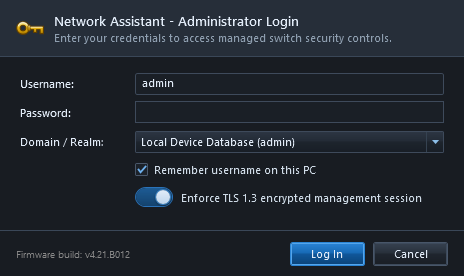 Network Assistant - Administrator Login
Enter your credentials to access managed switch security controls.
Username: admin
Password:
Domain / Realm: Local Device Database (admin)
Remember username on this PC
Enforce TLS 1.3 encrypted management session
Firmware build: v4.21.B012 Log In Cancel